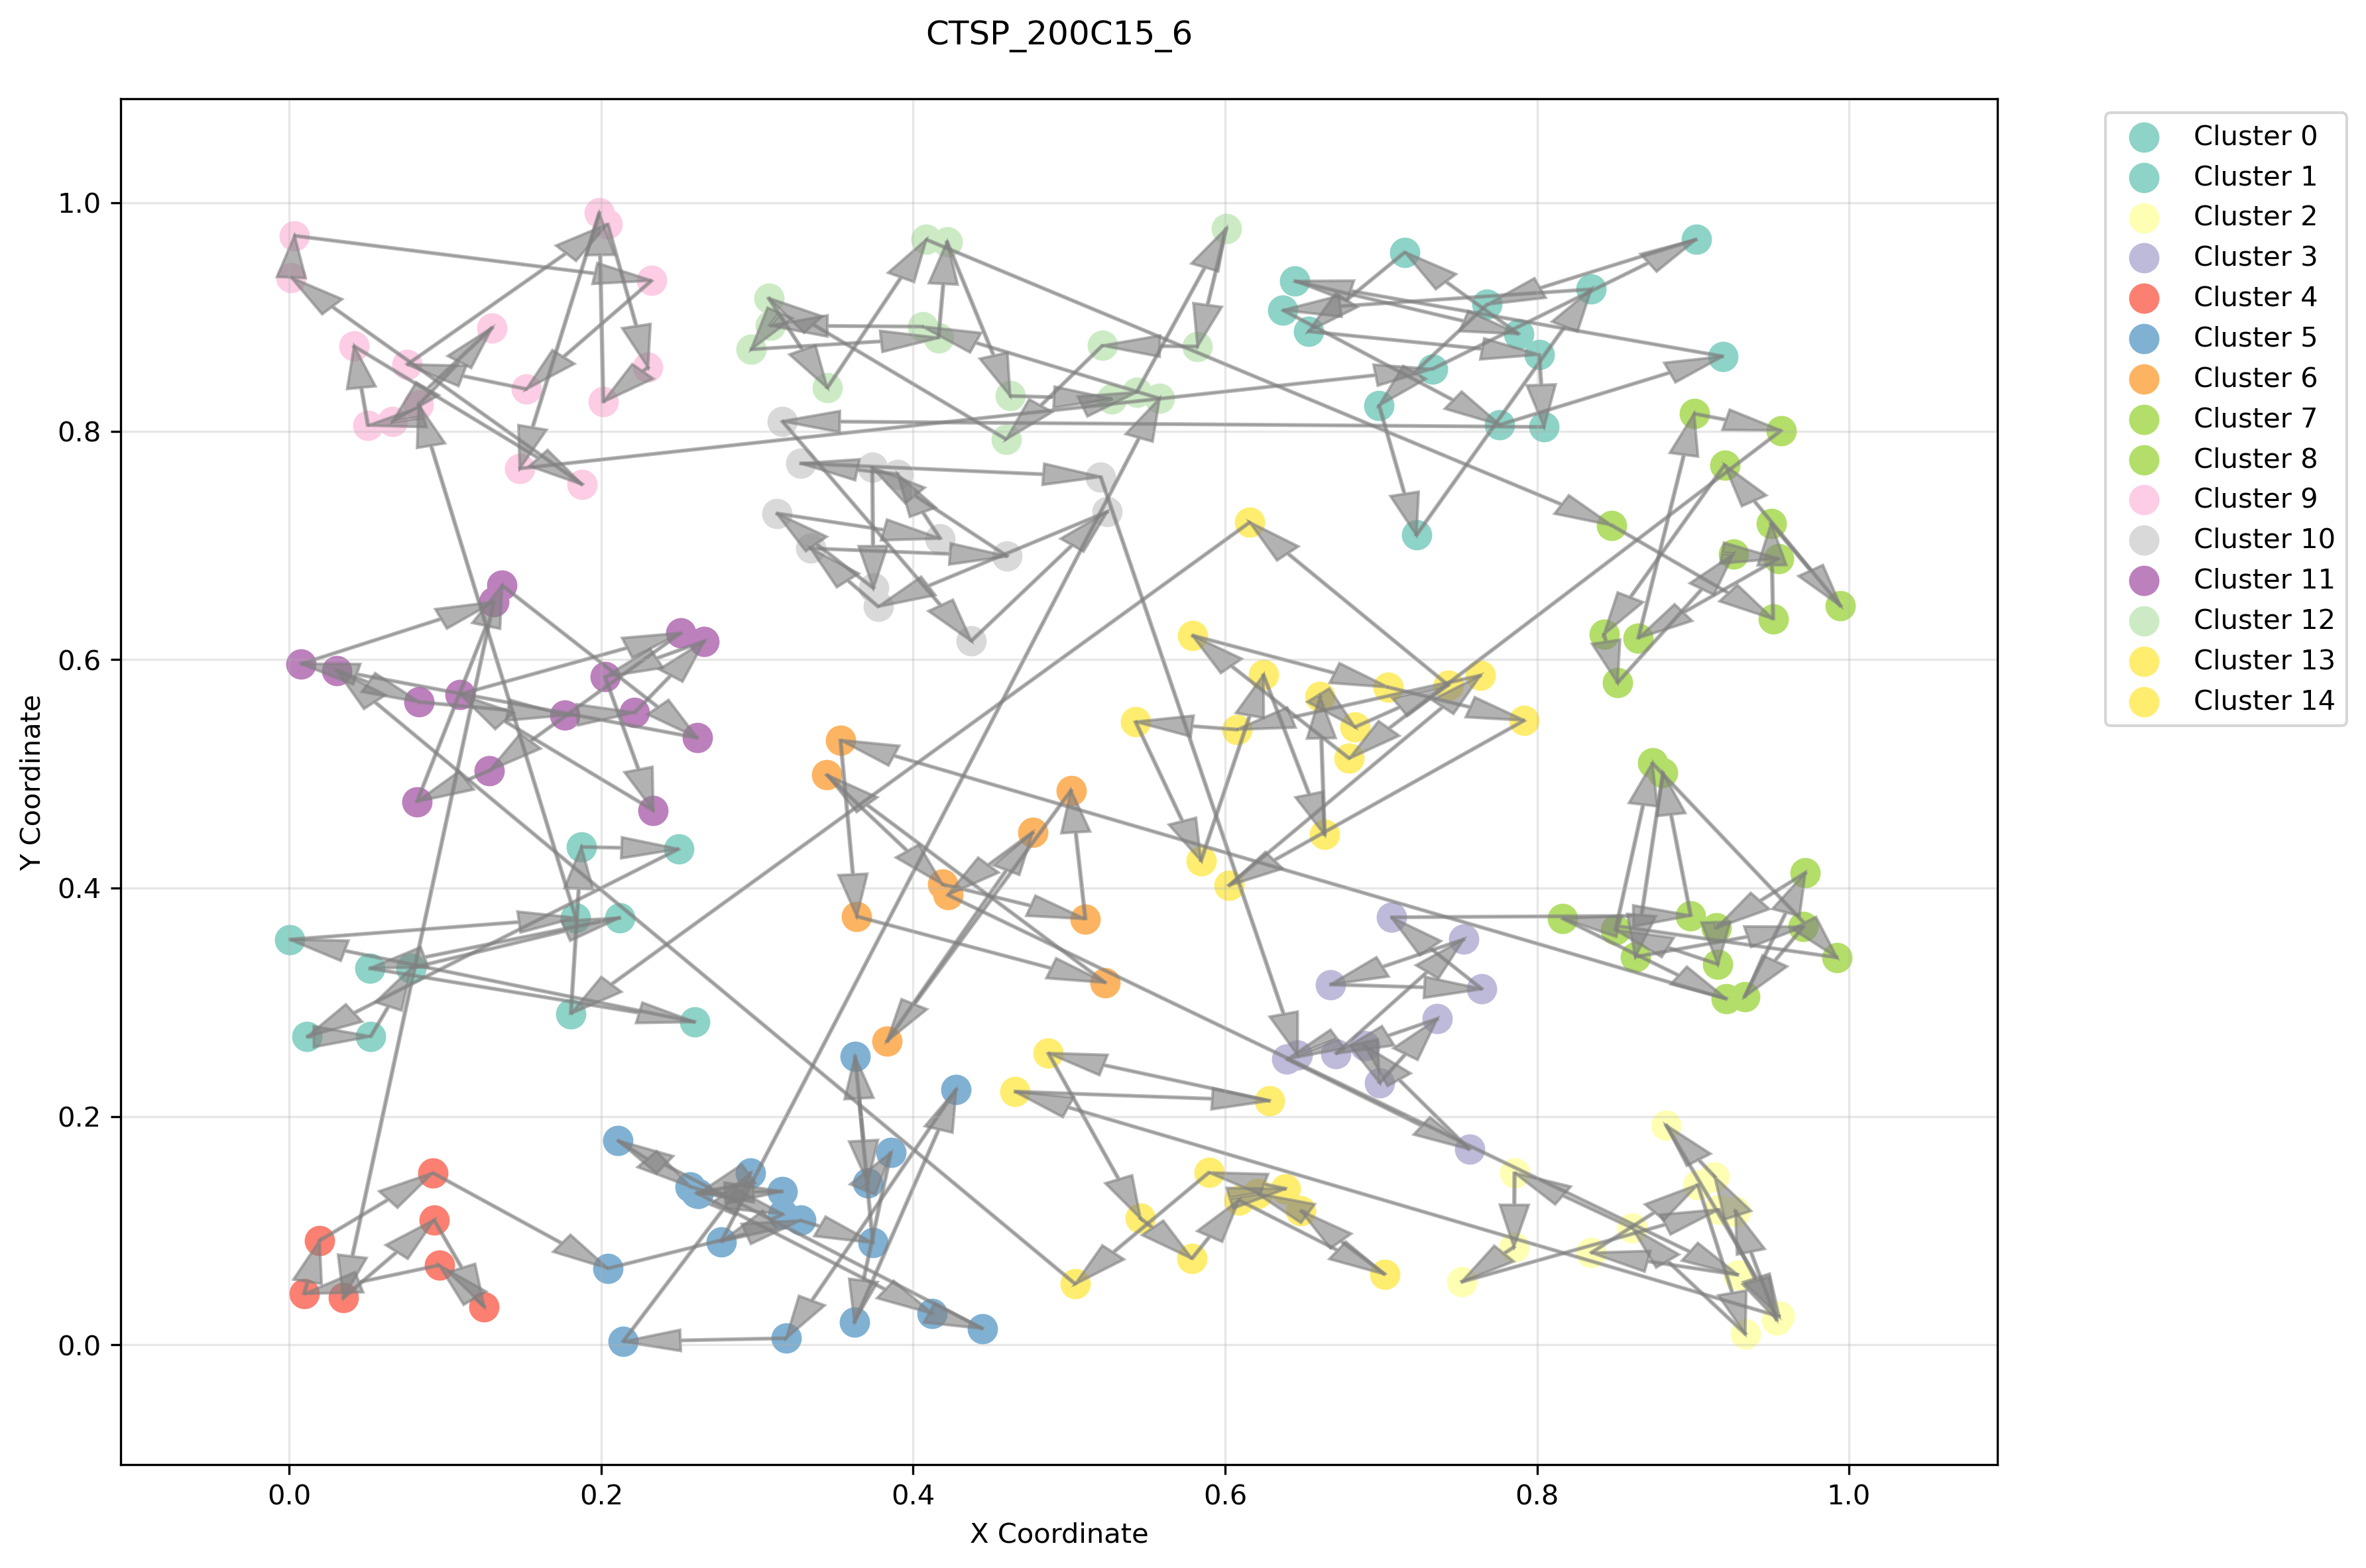 CTSP_200C15_6
Cluster 0
Cluster 1
Cluster 2
Cluster 3
Cluster 4
Cluster 5
Cluster 6
Cluster 7
Cluster 8
Cluster 9
Cluster 10
Cluster 11
Cluster 12
Cluster 13
Cluster 14
Y Coordinate
1.0
0.8
0.6
0.4
0.2
0.0
0.0 0.2 0.4 0.6 0.8 1.0
X Coordinate